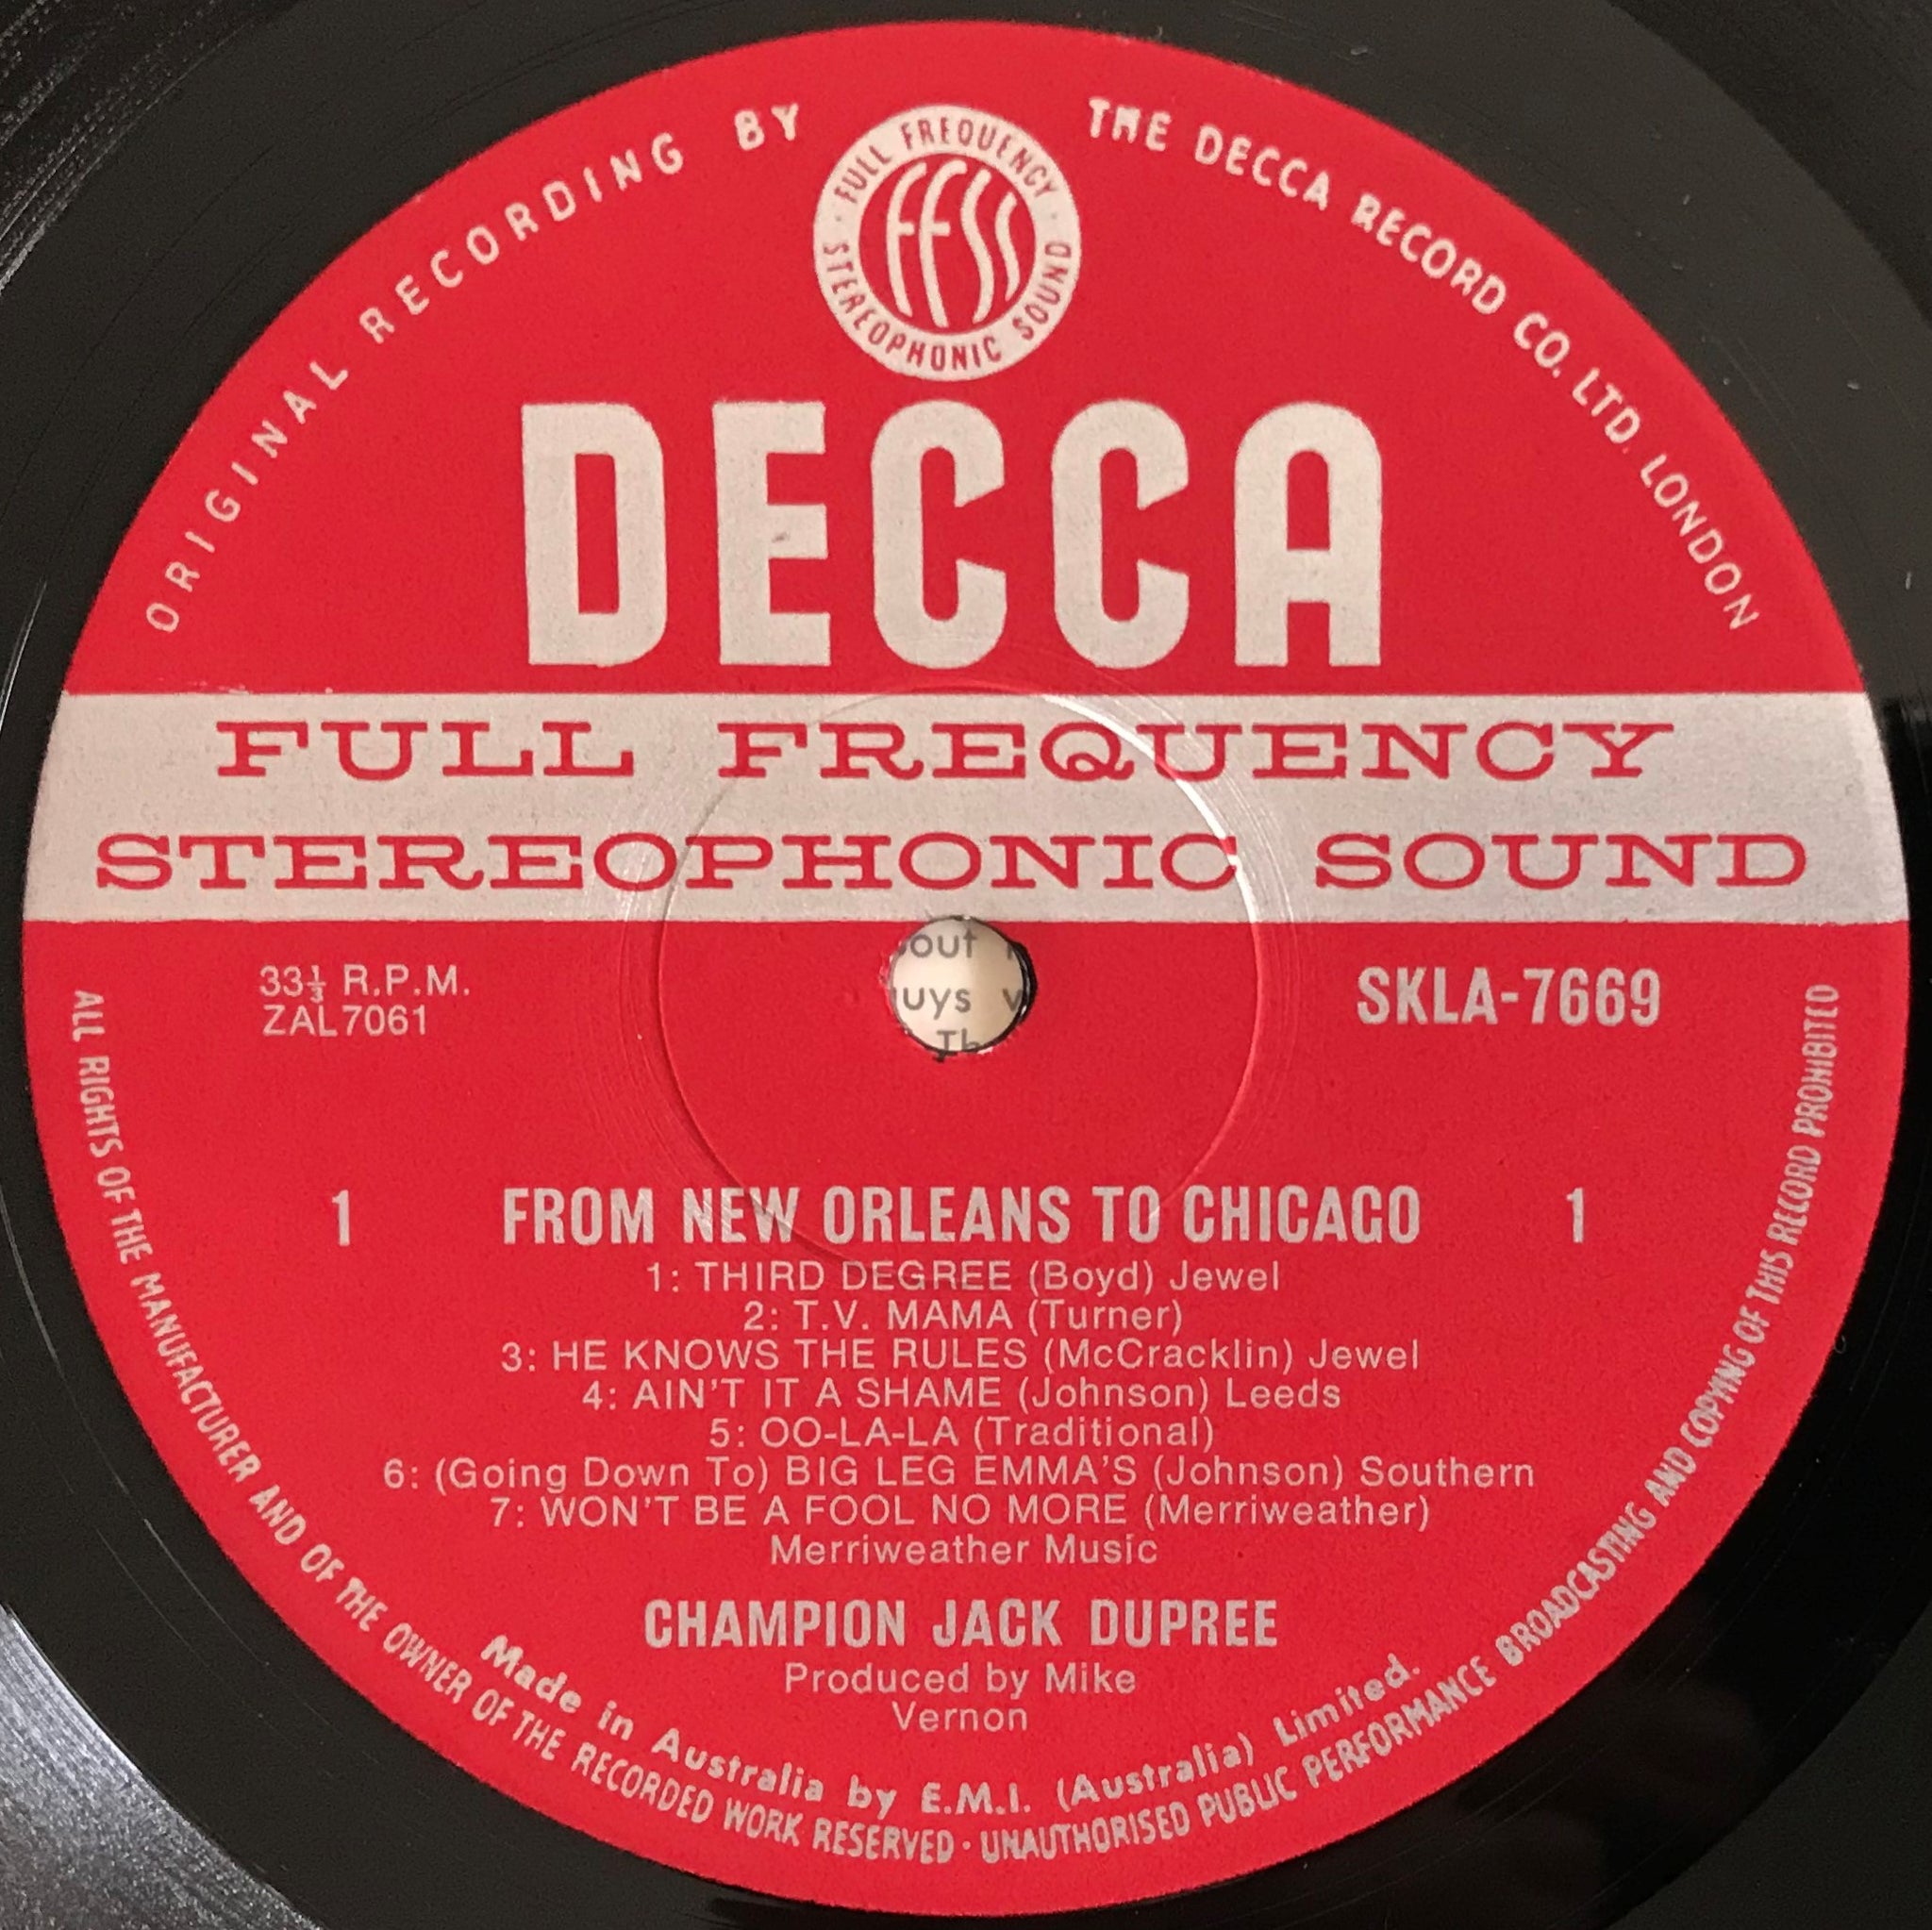 ORIGINAL RECORDING BY THE DECCA RECORD CO. LTD. LONDON
· FULL FREQUENCY ·
STEREOPHONIC SOUND
FFSS
DECCA
FULL FREQUENCY
STEREOPHONIC SOUND
33⅓ R.P.M.
ZAL7061
SKLA-7669
out
uys
Th
1 FROM NEW ORLEANS TO CHICAGO 1
1: THIRD DEGREE (Boyd) Jewel
2: T.V. MAMA (Turner)
3: HE KNOWS THE RULES (McCracklin) Jewel
4: AIN'T IT A SHAME (Johnson) Leeds
5: OO-LA-LA (Traditional)
6: (Going Down To) BIG LEG EMMA'S (Johnson) Southern
7: WON'T BE A FOOL NO MORE (Merriweather)
Merriweather Music
CHAMPION JACK DUPREE
Produced by Mike
Vernon
Made in Australia by E.M.I. (Australia) Limited.
ALL RIGHTS OF THE MANUFACTURER AND OF THE OWNER OF THE RECORDED WORK RESERVED · UNAUTHORISED PUBLIC PERFORMANCE BROADCASTING AND COPYING OF THIS RECORD PROHIBITED